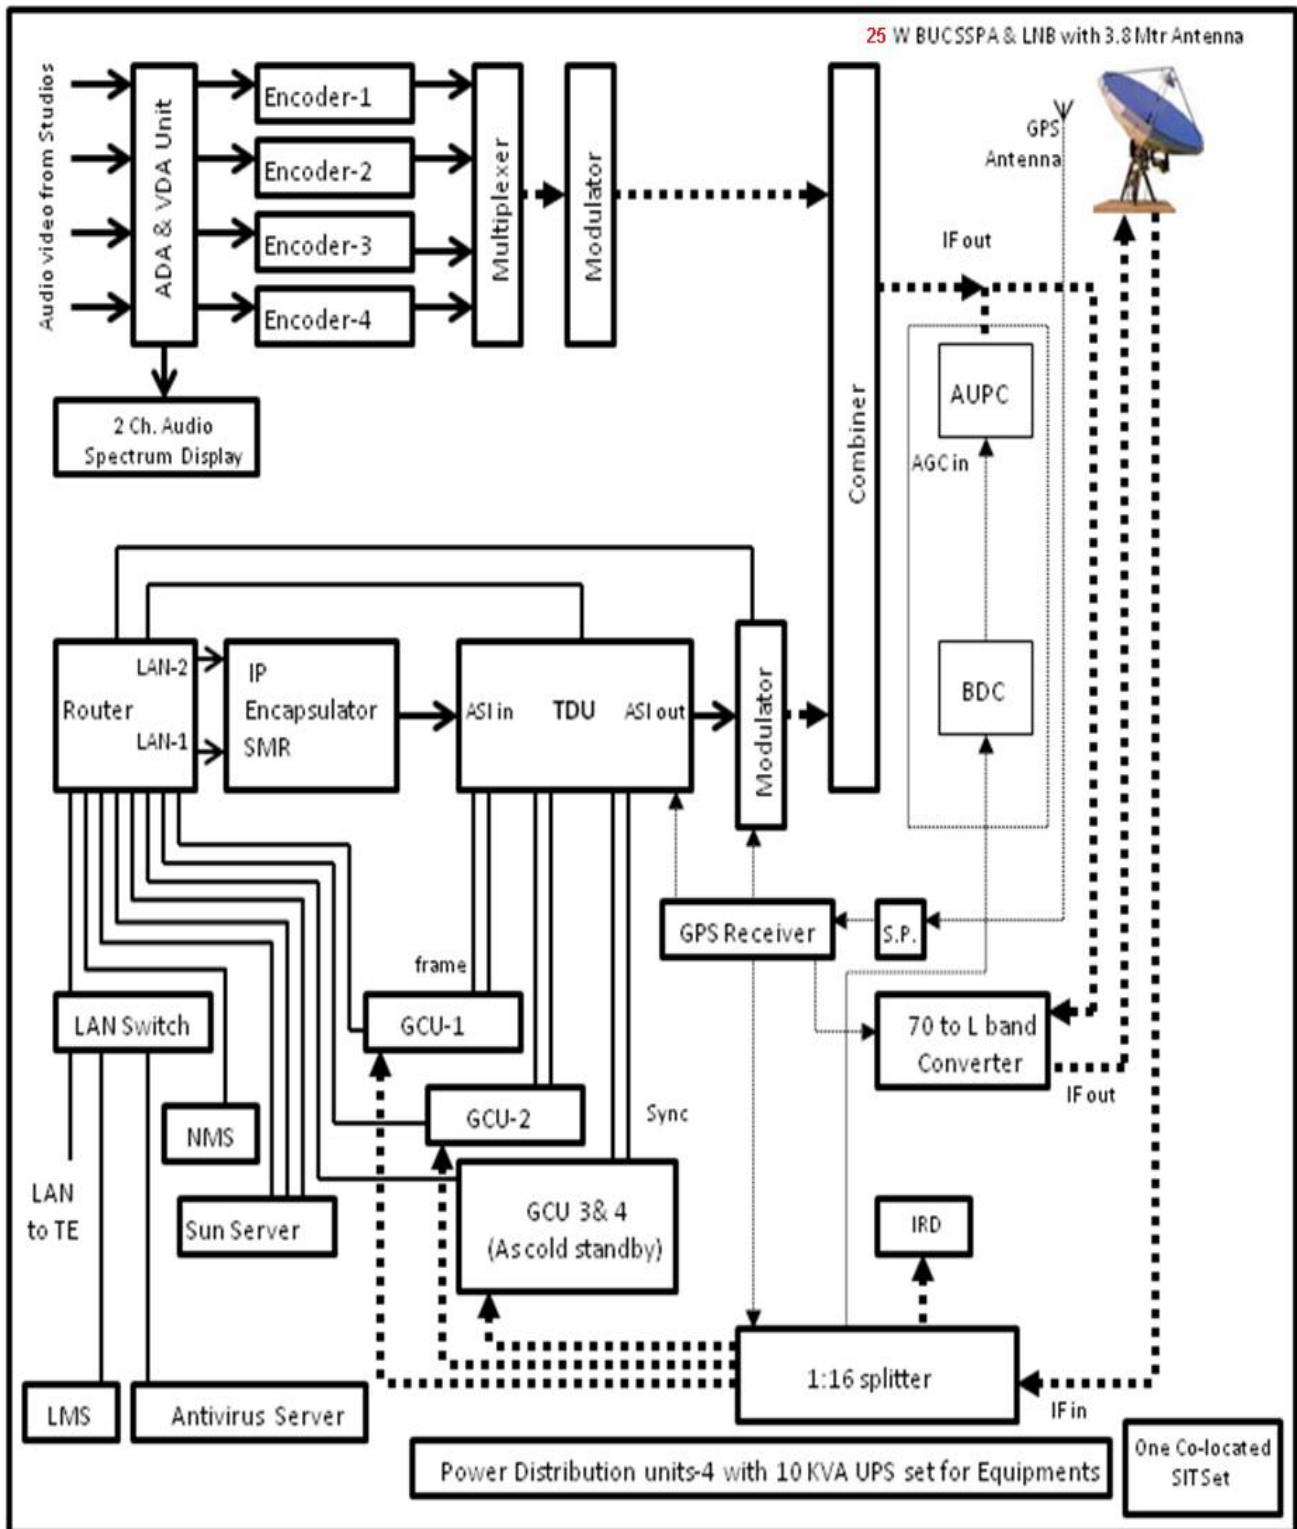 25 W BUCSSPA & LNB with 3.8 Mtr Antenna
Audio video from Studios
ADA & VDA Unit
Encoder-1
Encoder-2
Encoder-3
Encoder-4
Multiplexer
Modulator
GPS
Antenna
IF out
2 Ch. Audio
Spectrum Display
Combiner
AUPC
AGC in
BDC
Router
LAN-2
LAN-1
IP
Encapsulator
SMR
ASI in
TDU
ASI out
Modulator
GPS Receiver
S.P.
frame
LAN Switch
GCU-1
70 to L band
Converter
IF out
GCU-2
Sync
NMS
LAN
to TE
Sun Server
GCU 3& 4
(As cold standby)
IRD
1:16 splitter
IF in
LMS
Antivirus Server
Power Distribution units-4 with 10 KVA UPS set for Equipments
One Co-located
SITSet